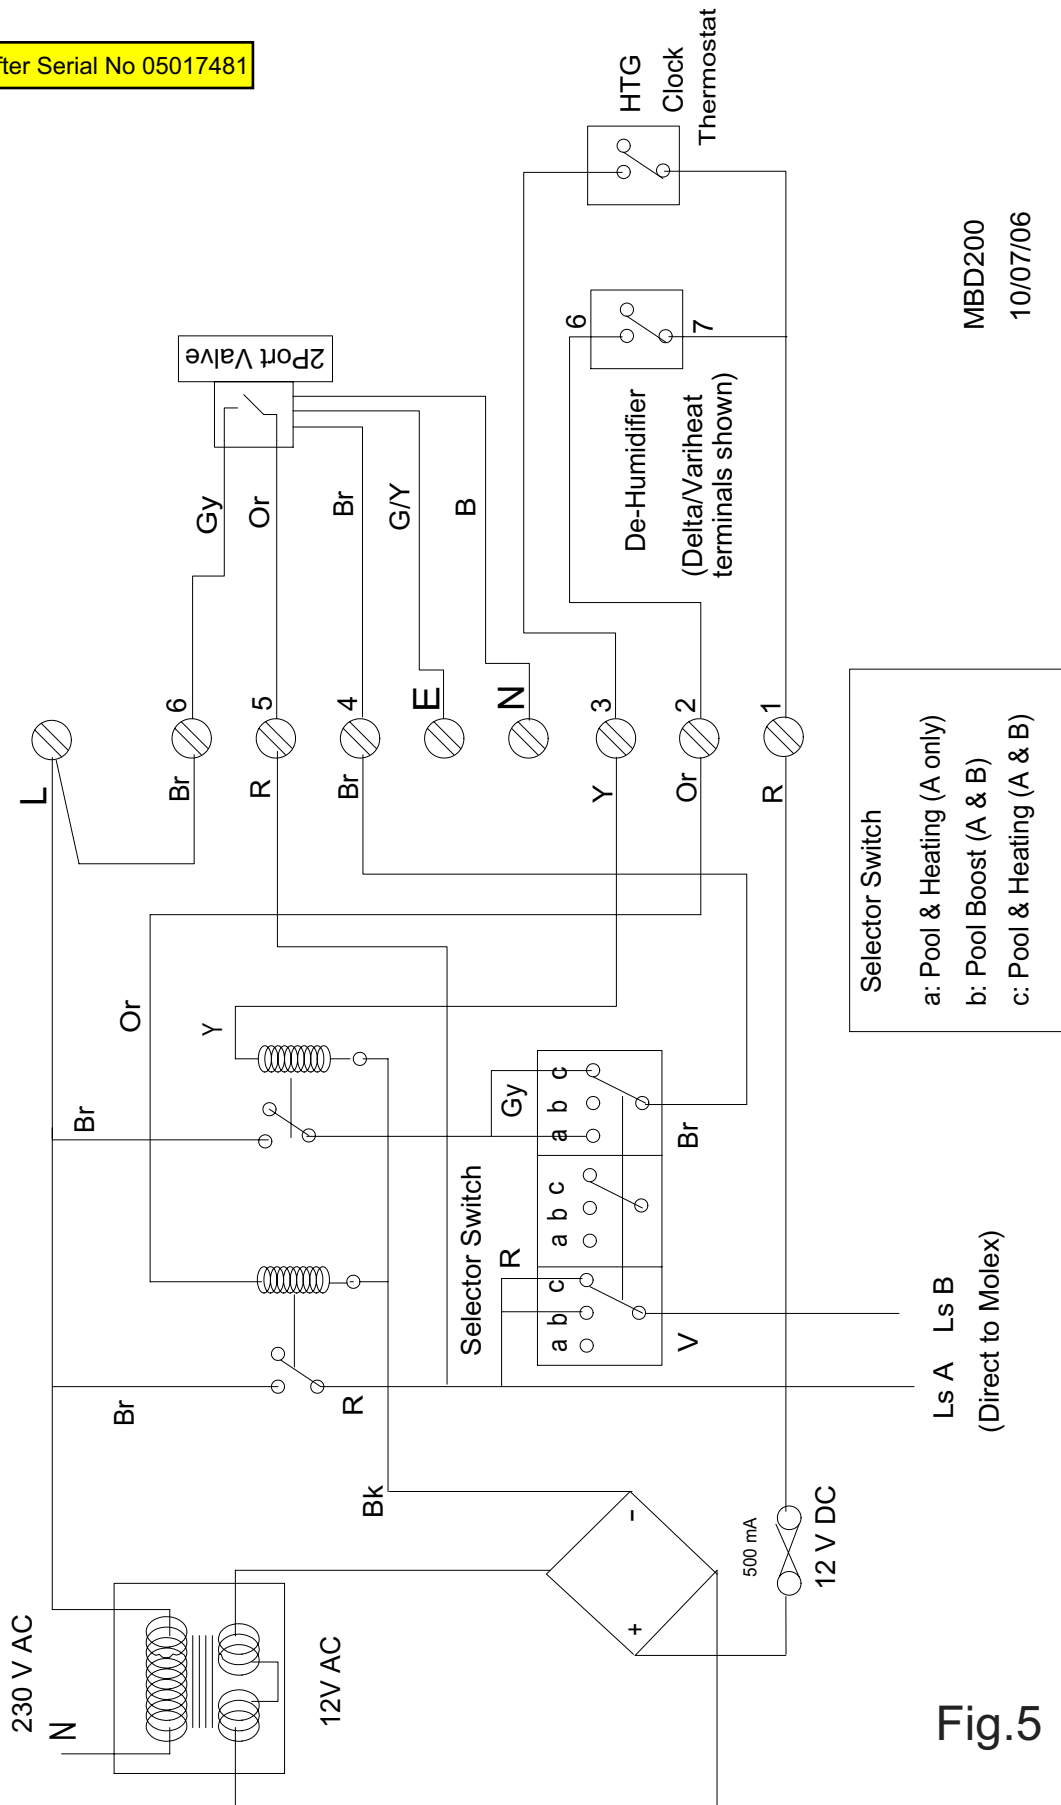 fter Serial No 05017481
230 V AC
N
12V AC
L
Br
Br
Or
Y
R
Bk
-
+
500 mA
12 V DC
Selector Switch
a b c
a b c
a b c
R
Gy
V
Br
Ls A
Ls B
(Direct to Molex)
Br
6
R
5
Br
4
E
N
Y
3
Or
2
R
1
Gy
Or
Br
G/Y
B
2Port Valve
De-Humidifier
(Delta/Variheat
terminals shown)
6
7
HTG
Clock
Thermostat
Selector Switch
a: Pool & Heating (A only)
b: Pool Boost (A & B)
c: Pool & Heating (A & B)
MBD200
10/07/06
Fig.5